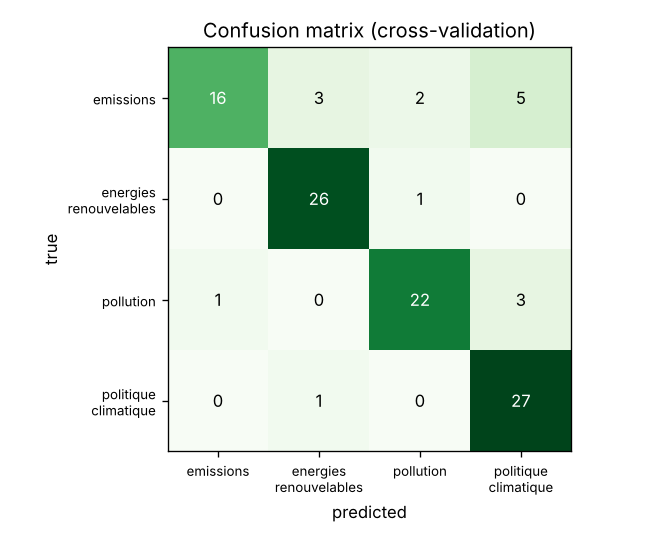 Confusion matrix (cross-validation)
emissions 16 3 2 5
energies
renouvelables 0 26 1 0
pollution 1 0 22 3
politique
climatique 0 1 0 27
true
emissions energies
renouvelables pollution politique
climatique
predicted